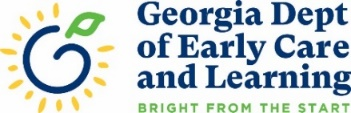 Georgia Dept
of Early Care
and Learning
BRIGHT FROM THE START